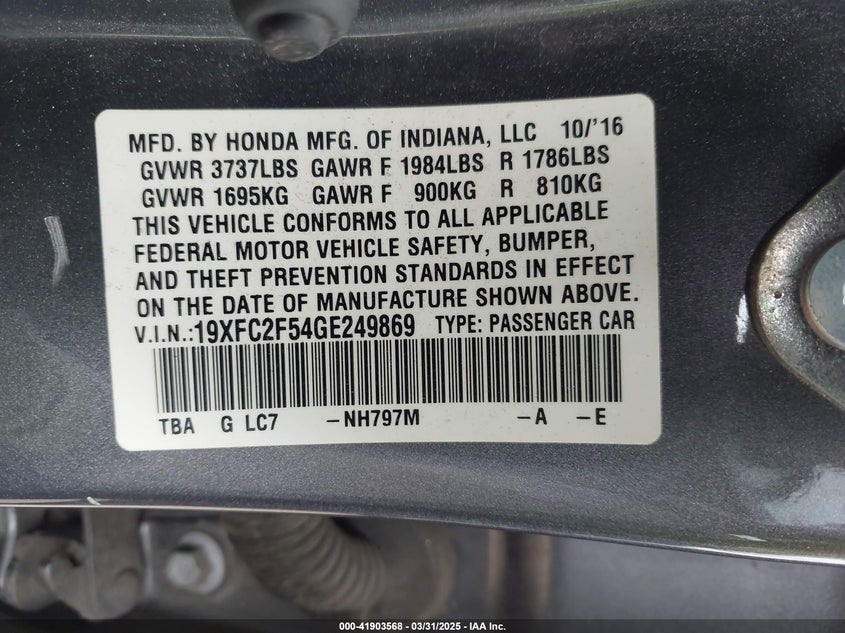 MFD. BY HONDA MFG. OF INDIANA, LLC 10/'16
GVWR 3737LBS GAWR F 1984LBS R 1786LBS
GVWR 1695KG GAWR F 900KG R 810KG
THIS VEHICLE CONFORMS TO ALL APPLICABLE
FEDERAL MOTOR VEHICLE SAFETY, BUMPER,
AND THEFT PREVENTION STANDARDS IN EFFECT
ON THE DATE OF MANUFACTURE SHOWN ABOVE.
V.I.N.:19XFC2F54GE249869 TYPE: PASSENGER CAR
TBA G LC7 -NH797M -A -E
000-41903568 - 03/31/2025 - IAA Inc.